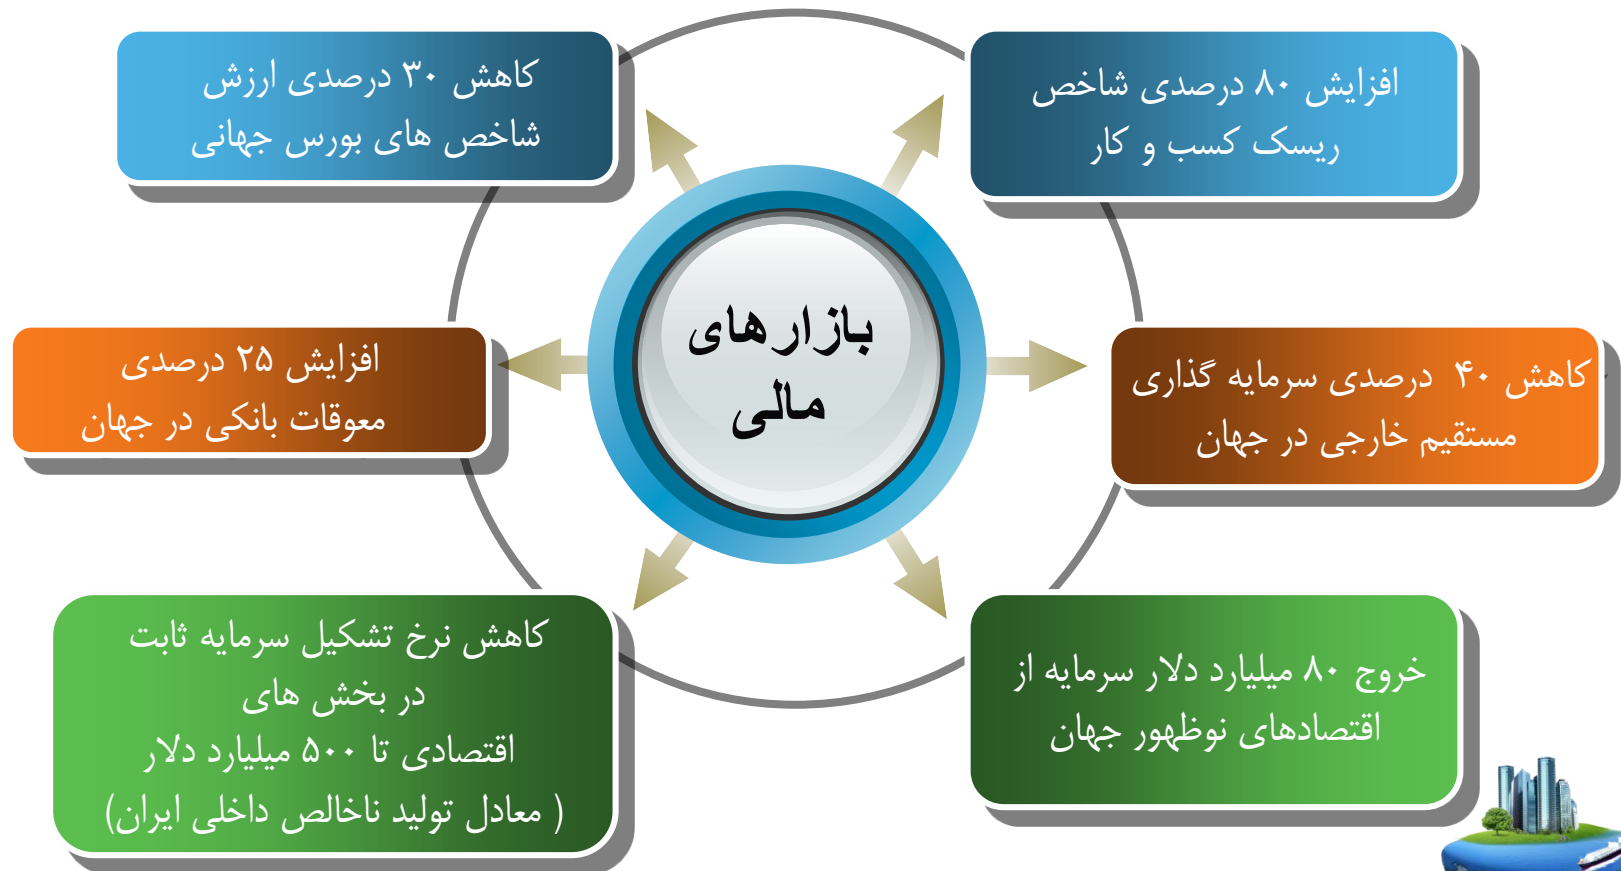 افزایش ۸۰ درصدی شاخص
ریسک کسب و کار
کاهش ۳۰ درصدی ارزش
شاخص های بورس جهانی
بازارهای
مالی
کاهش ۴۰ درصدی سرمایه گذاری
مستقیم خارجی در جهان
افزایش ۲۵ درصدی
معوقات بانکی در جهان
خروج ۸۰ میلیارد دلار سرمایه از
اقتصادهای نوظهور جهان
کاهش نرخ تشکیل سرمایه ثابت
در بخش های
اقتصادی تا ۵۰۰ میلیارد دلار
( معادل تولید ناخالص داخلی ایران)